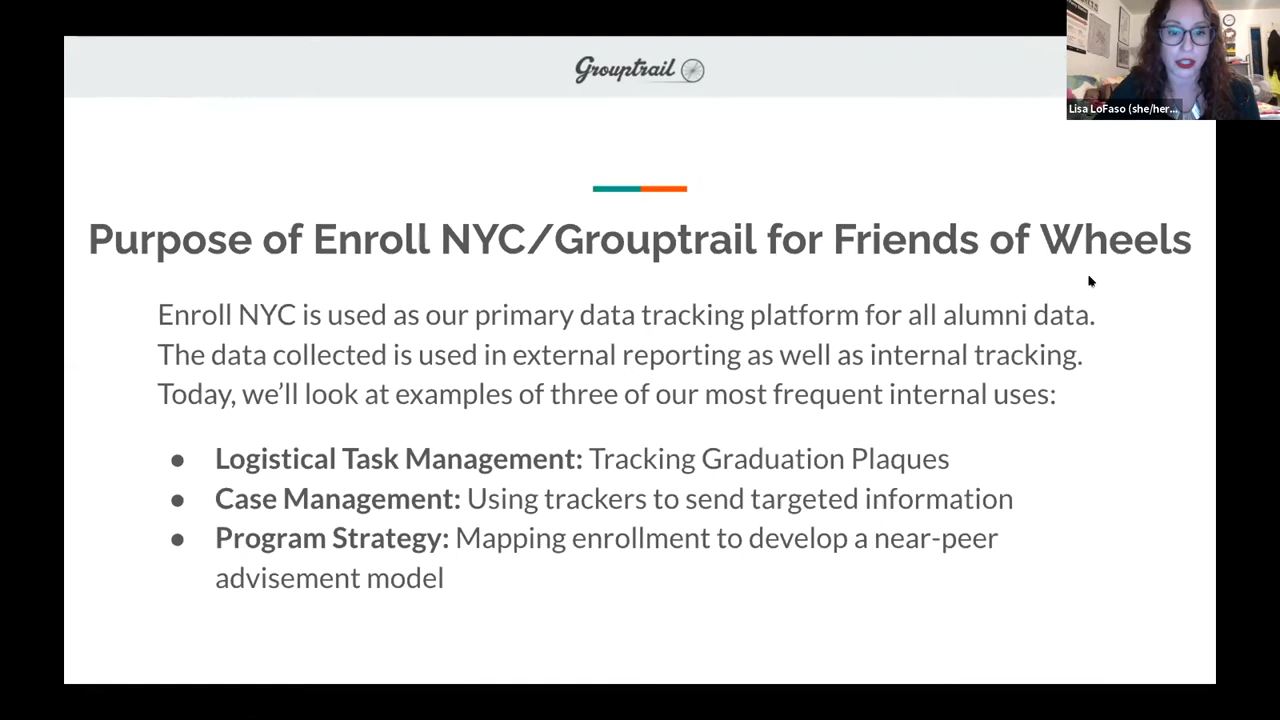 Grouptrail
Lisa LoFaso (she/her...
Purpose of Enroll NYC/Grouptrail for Friends of Wheels
Enroll NYC is used as our primary data tracking platform for all alumni data.
The data collected is used in external reporting as well as internal tracking.
Today, we’ll look at examples of three of our most frequent internal uses:
● Logistical Task Management: Tracking Graduation Plaques
● Case Management: Using trackers to send targeted information
● Program Strategy: Mapping enrollment to develop a near-peer
advisement model